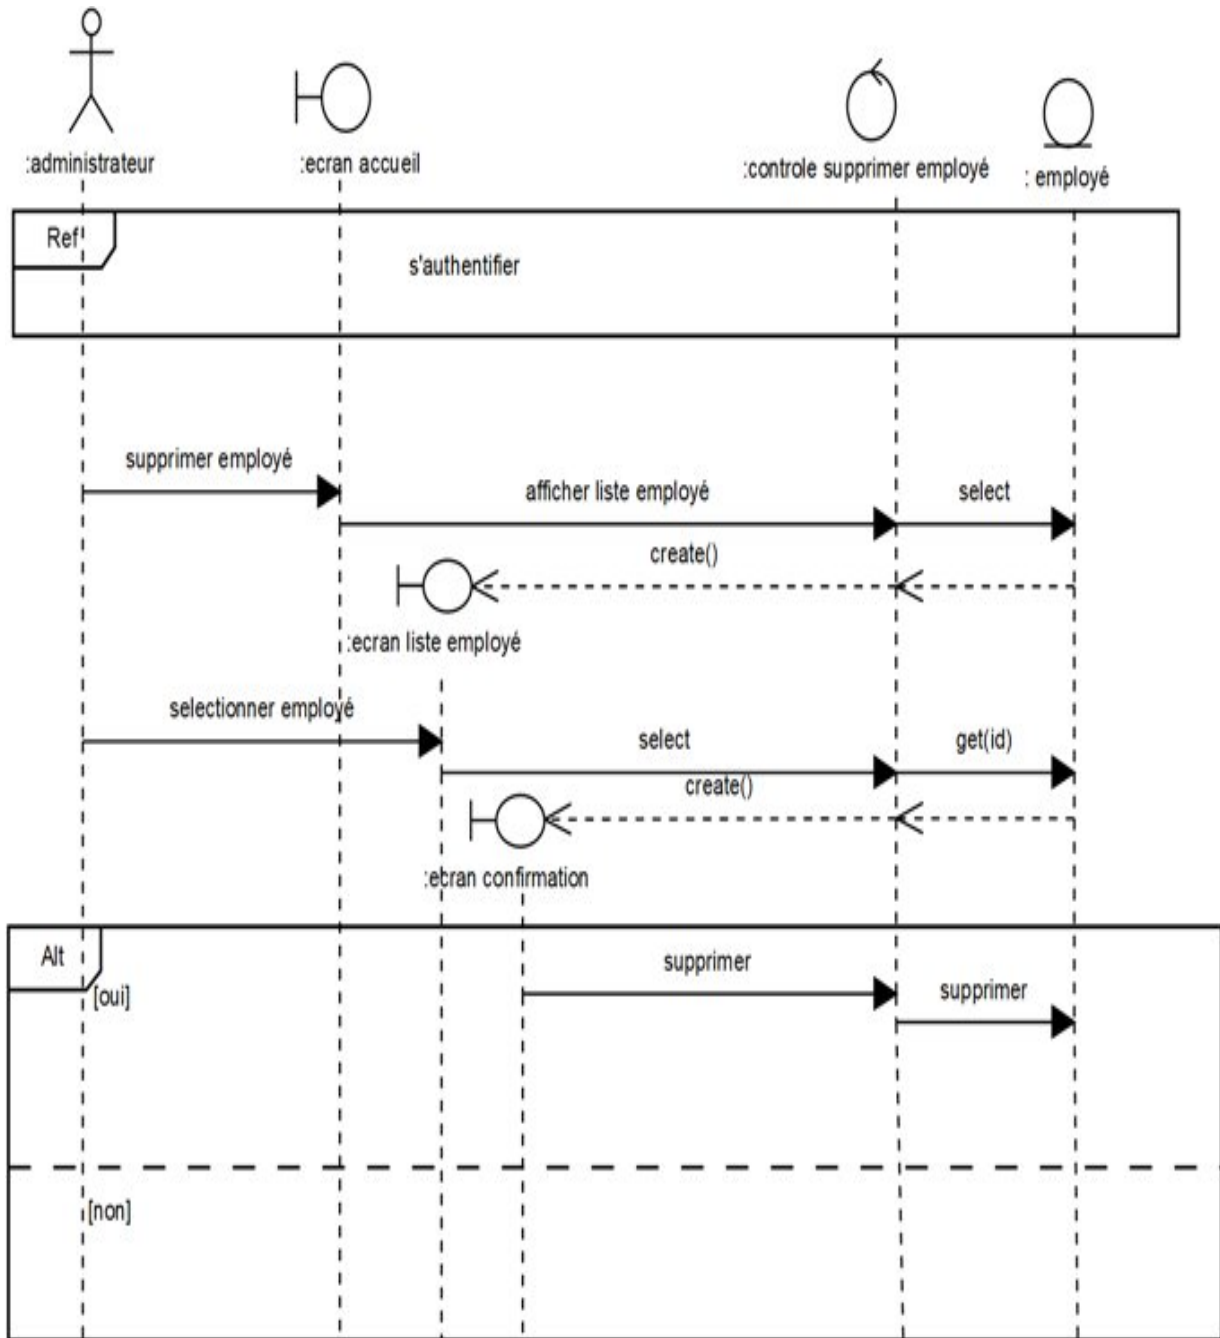 :administrateur
:ecran accueil
:controle supprimer employé
: employé
Ref
s'authentifier
supprimer employé
afficher liste employé
select
create()
:ecran liste employé
selectionner employé
select
get(id)
create()
:ecran confirmation
Alt
[oui]
supprimer
supprimer
[non]